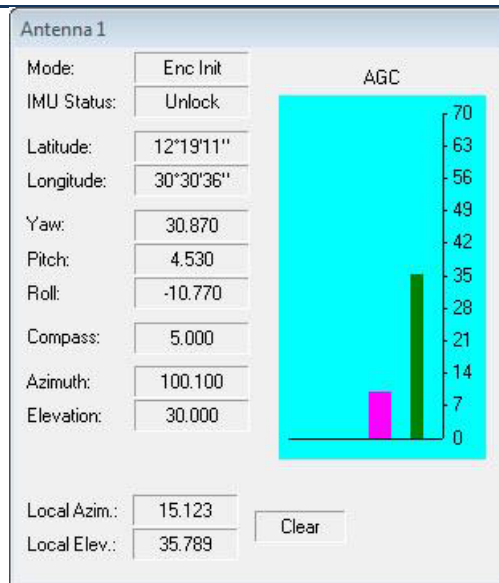 Antenna 1
Mode: Enc Init
IMU Status: Unlock
Latitude: 12°19'11''
Longitude: 30°30'36''
Yaw: 30.870
Pitch: 4.530
Roll: -10.770
Compass: 5.000
Azimuth: 100.100
Elevation: 30.000
Local Azim.: 15.123
Local Elev.: 35.789
Clear
AGC
70
63
56
49
42
35
28
21
14
7
0